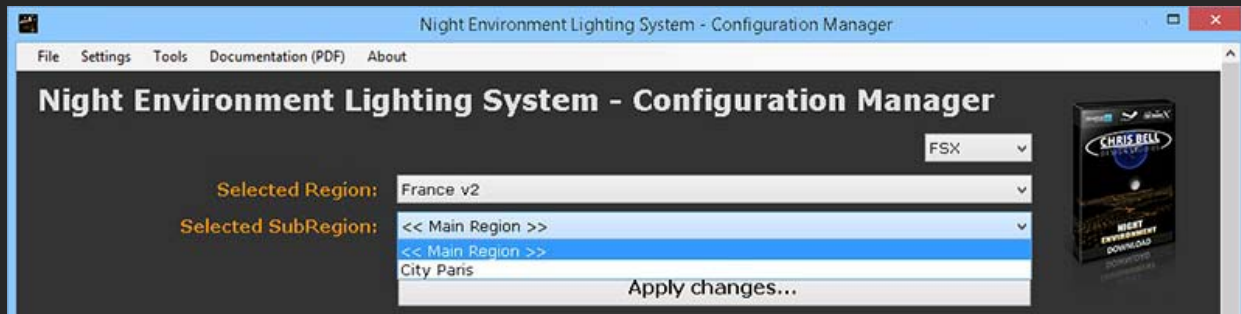 Night Environment Lighting System - Configuration Manager
File Settings Tools Documentation (PDF) About
Night Environment Lighting System - Configuration Manager
FSX
Selected Region: France v2
Selected SubRegion: << Main Region >>
<< Main Region >>
City Paris
Apply changes...
CHRIS BELL
NIGHT
ENVIRONMENT
DOWNLOAD